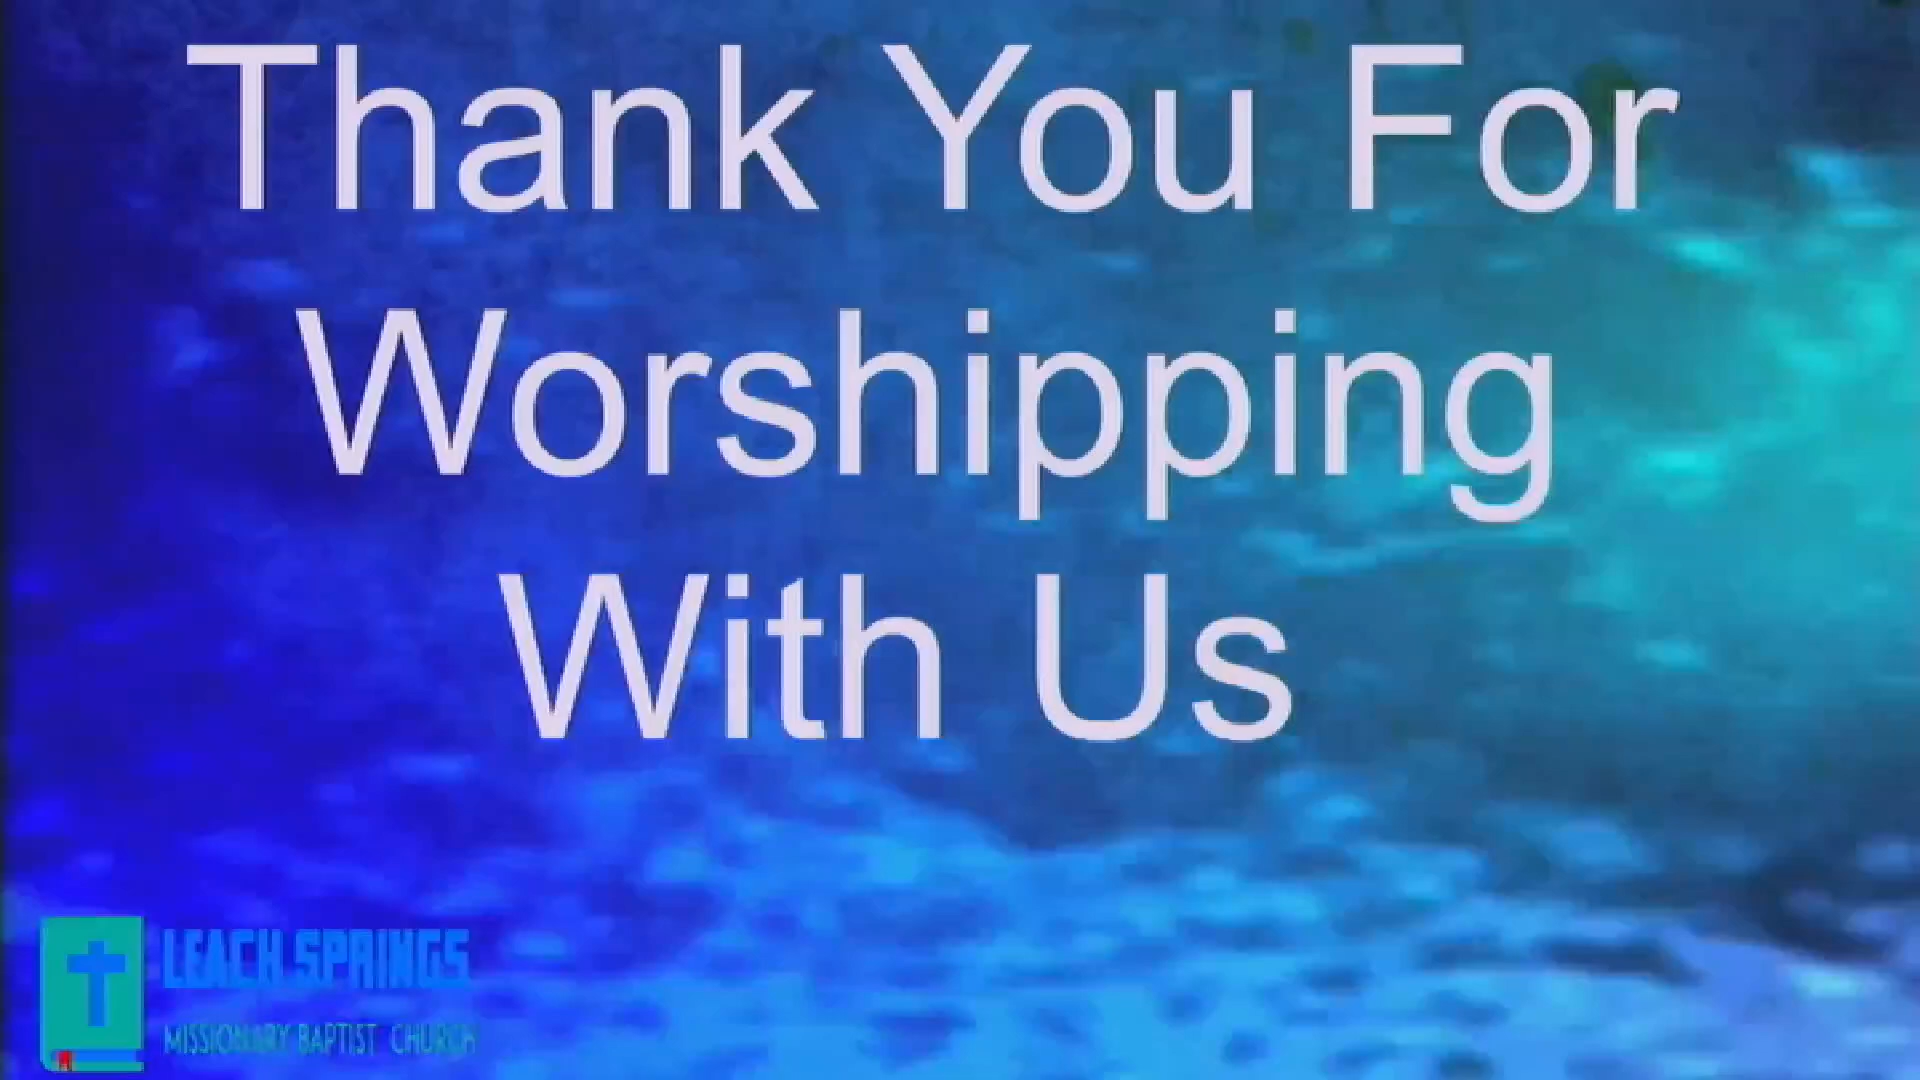 Thank You For
Worshipping
With Us
LEACH SPRINGS
MISSIONARY BAPTIST CHURCH